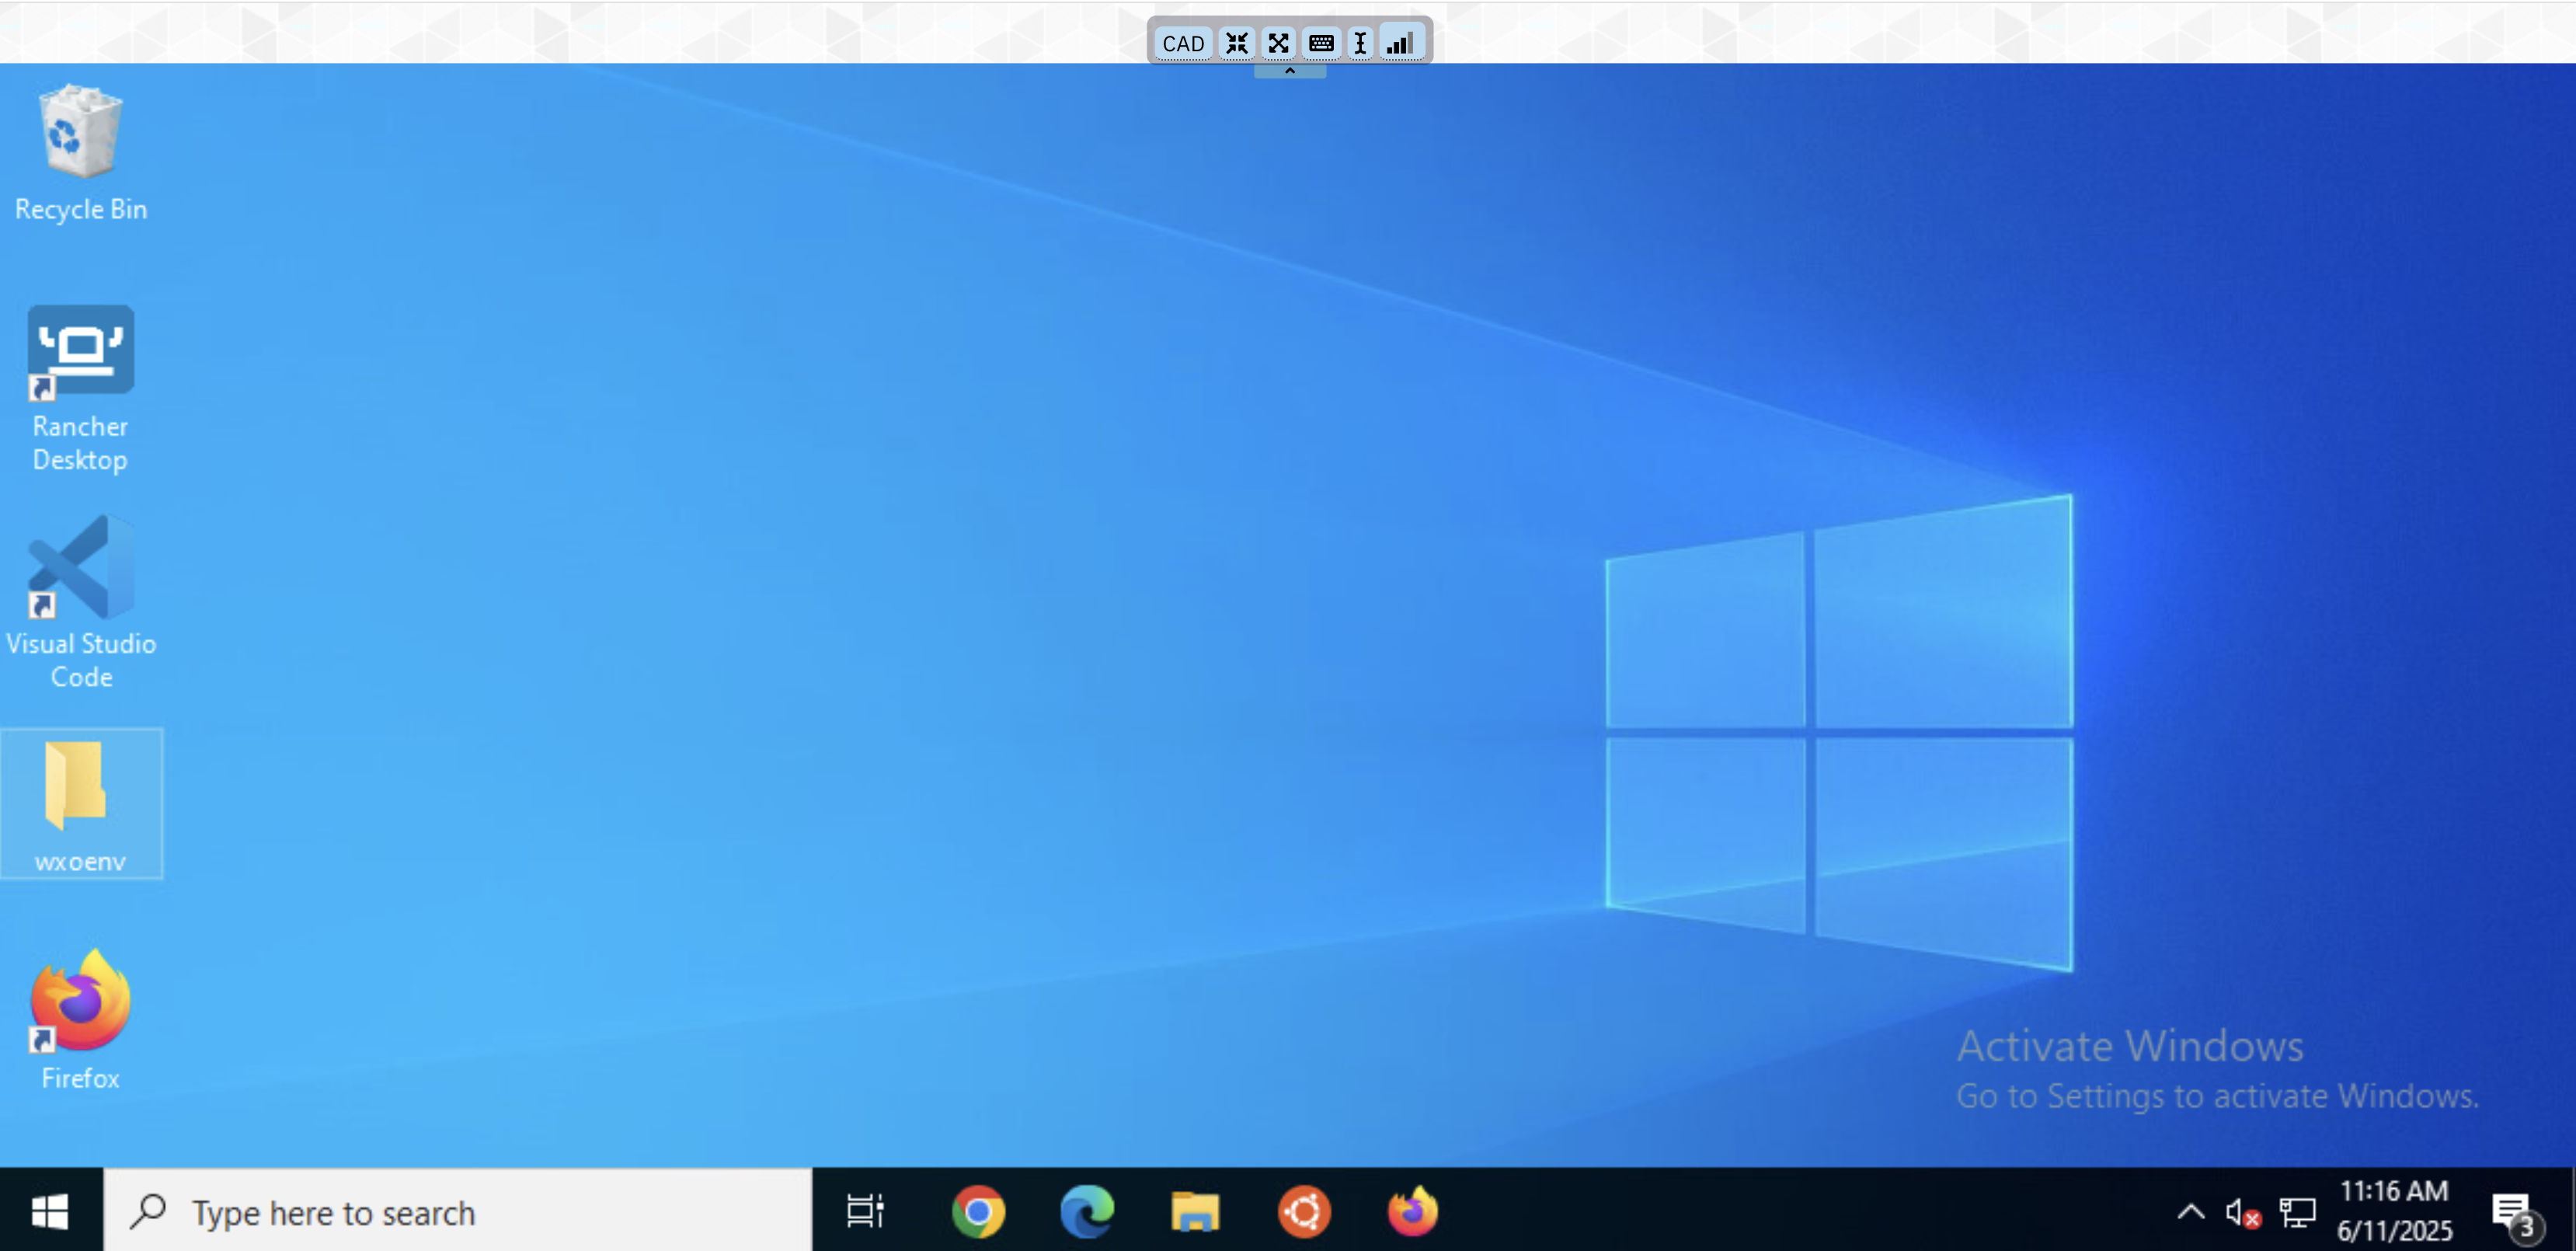 CAD
Recycle Bin
Rancher
Desktop
Visual Studio
Code
wxoenv
Firefox
Activate Windows
Go to Settings to activate Windows.
Type here to search
11:16 AM
6/11/2025
3